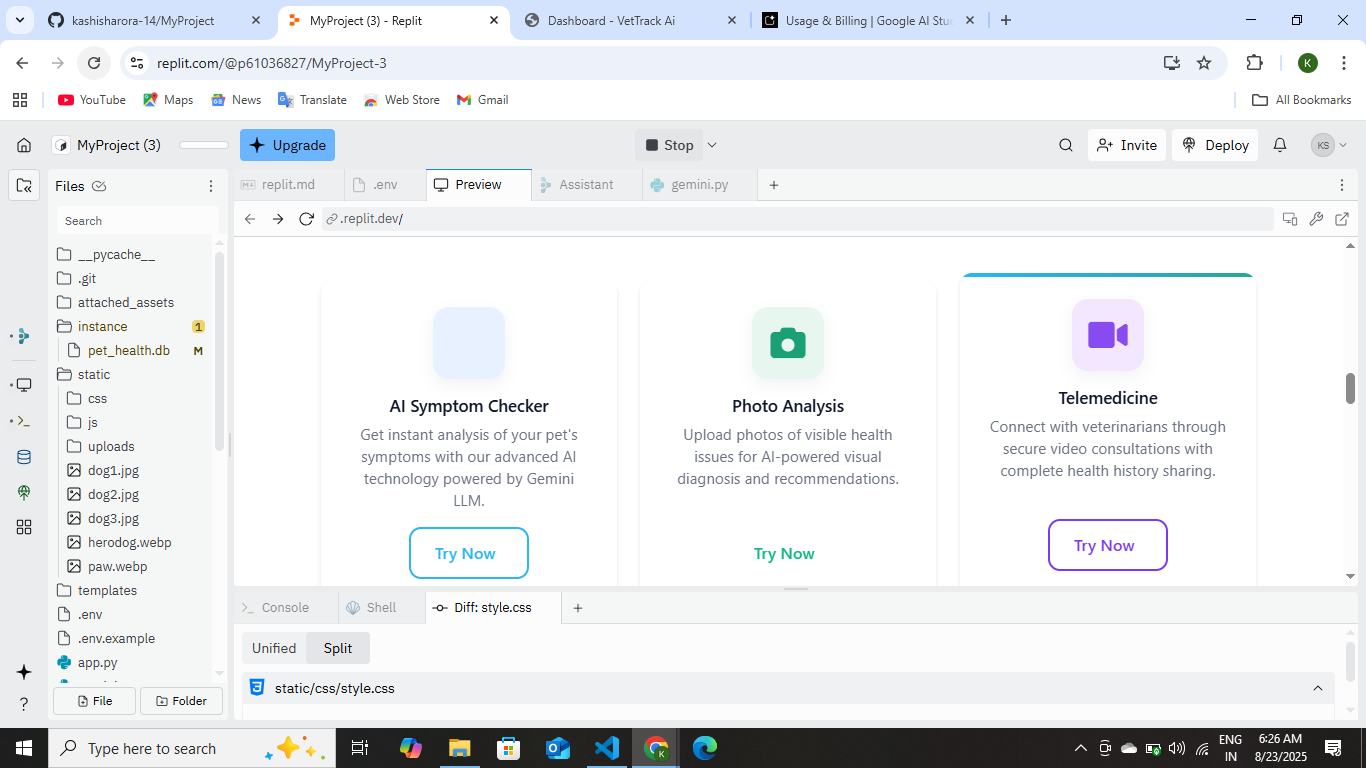 kashisharora-14/MyProject
MyProject (3) - Replit
Dashboard - VetTrack Ai
Usage & Billing | Google AI Stu
replit.com/@p61036827/MyProject-3
K
YouTube
Maps
News
Translate
Web Store
Gmail
All Bookmarks
MyProject (3)
Upgrade
Stop
Invite
Deploy
KS
Files
replit.md
.env
Preview
Assistant
gemini.py
Search
.replit.dev/
__pycache__
.git
attached_assets
instance
1
pet_health.db
M
static
css
js
uploads
dog1.jpg
dog2.jpg
dog3.jpg
herodog.webp
paw.webp
templates
.env
.env.example
app.py
File
Folder
AI Symptom Checker
Get instant analysis of your pet's
symptoms with our advanced AI
technology powered by Gemini
LLM.
Try Now
Photo Analysis
Upload photos of visible health
issues for AI-powered visual
diagnosis and recommendations.
Try Now
Telemedicine
Connect with veterinarians through
secure video consultations with
complete health history sharing.
Try Now
Console
Shell
Diff: style.css
Unified
Split
static/css/style.css
Type here to search
ENG
IN
6:26 AM
8/23/2025